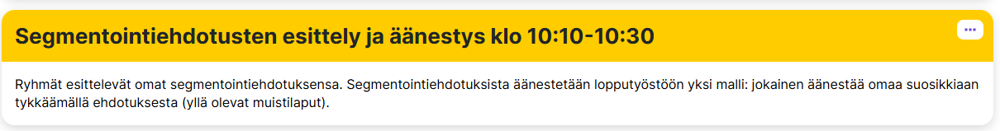 Segmentointiehdotusten esittely ja äänestys klo 10:10-10:30
Ryhmät esittelevät omat segmentointiehdotuksensa. Segmentointiehdotuksista äänestetään lopputyöstöön yksi malli: jokainen äänestää omaa suosikkiaan
tykkäämällä ehdotuksesta (yllä olevat muistilaput).